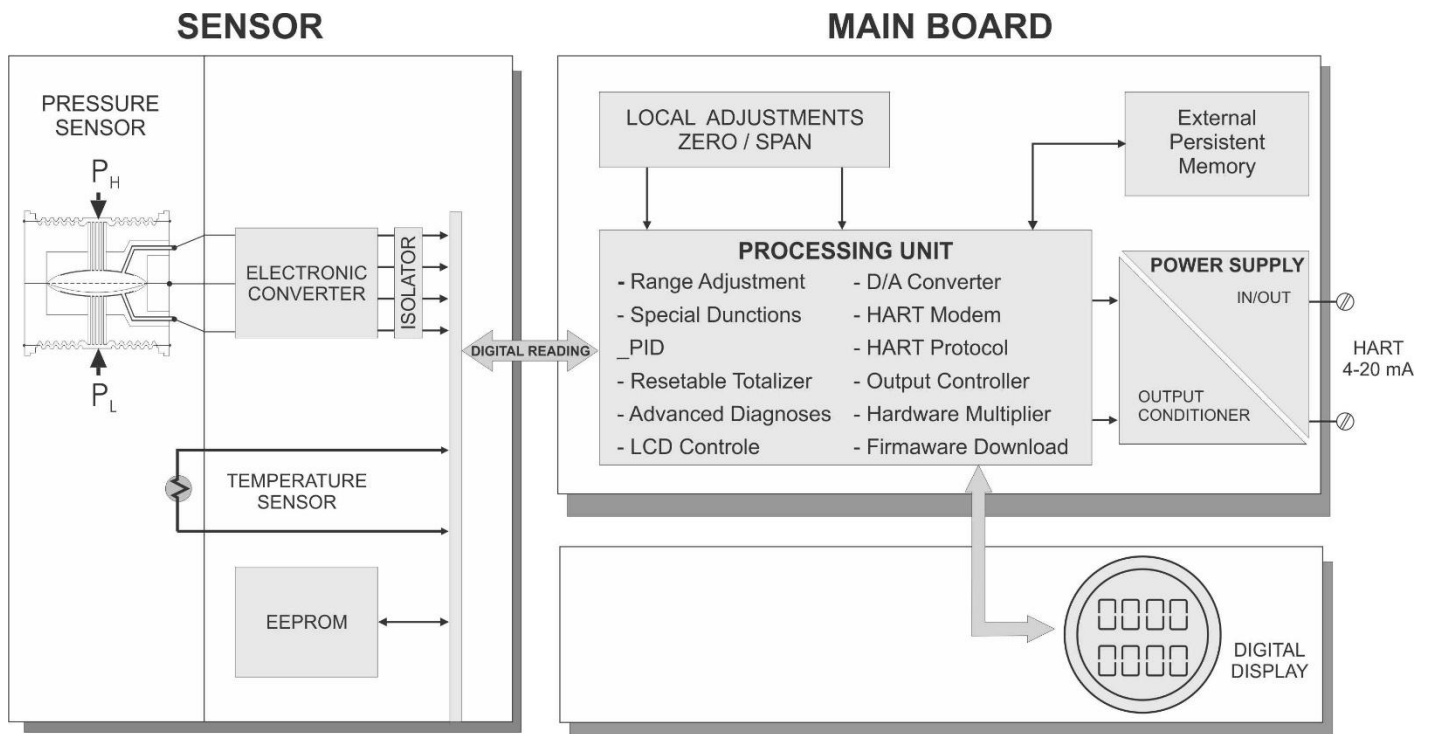 SENSOR
PRESSURE
SENSOR
P H
P L
ELECTRONIC
CONVERTER
ISOLATOR
TEMPERATURE
SENSOR
EEPROM
DIGITAL READING
MAIN BOARD
LOCAL ADJUSTMENTS
ZERO / SPAN
External
Persistent
Memory
PROCESSING UNIT
- Range Adjustment
- Special Dunctions
_PID
- Resetable Totalizer
- Advanced Diagnoses
- LCD Controle
- D/A Converter
- HART Modem
- HART Protocol
- Output Controller
- Hardware Multiplier
- Firmaware Download
POWER SUPPLY
IN/OUT
OUTPUT
CONDITIONER
HART
4-20 mA
DIGITAL
DISPLAY